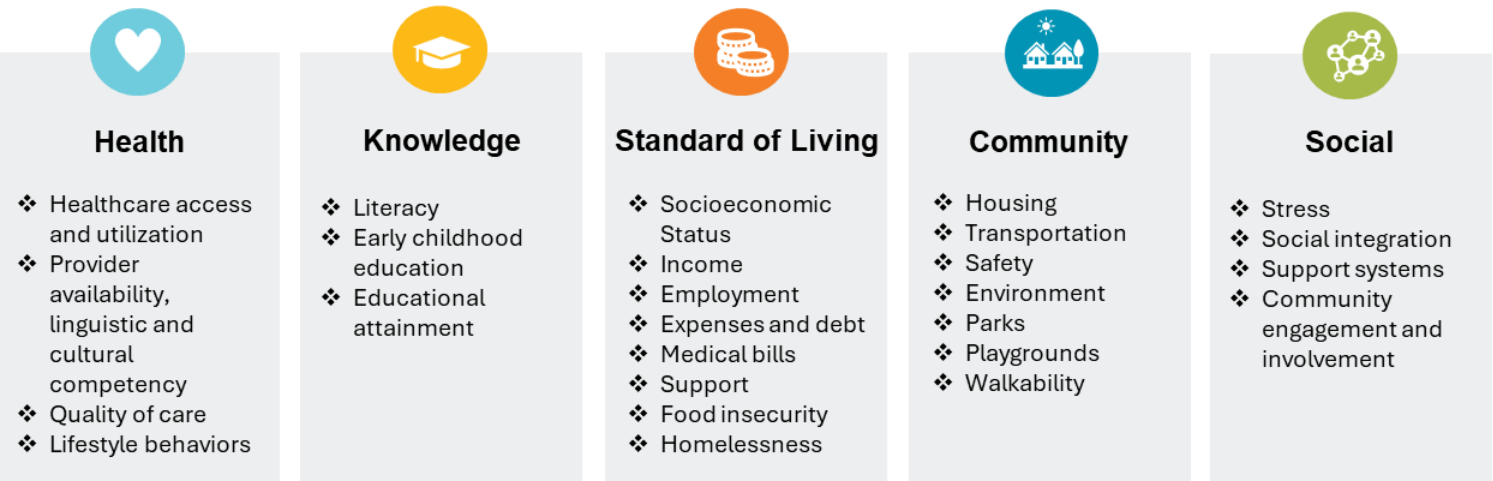 Health
❖ Healthcare access
and utilization
❖ Provider
availability,
linguistic and
cultural
competency
❖ Quality of care
❖ Lifestyle behaviors
Knowledge
❖ Literacy
❖ Early childhood
education
❖ Educational
attainment
Standard of Living
❖ Socioeconomic
Status
❖ Income
❖ Employment
❖ Expenses and debt
❖ Medical bills
❖ Support
❖ Food insecurity
❖ Homelessness
Community
❖ Housing
❖ Transportation
❖ Safety
❖ Environment
❖ Parks
❖ Playgrounds
❖ Walkability
Social
❖ Stress
❖ Social integration
❖ Support systems
❖ Community
engagement and
involvement